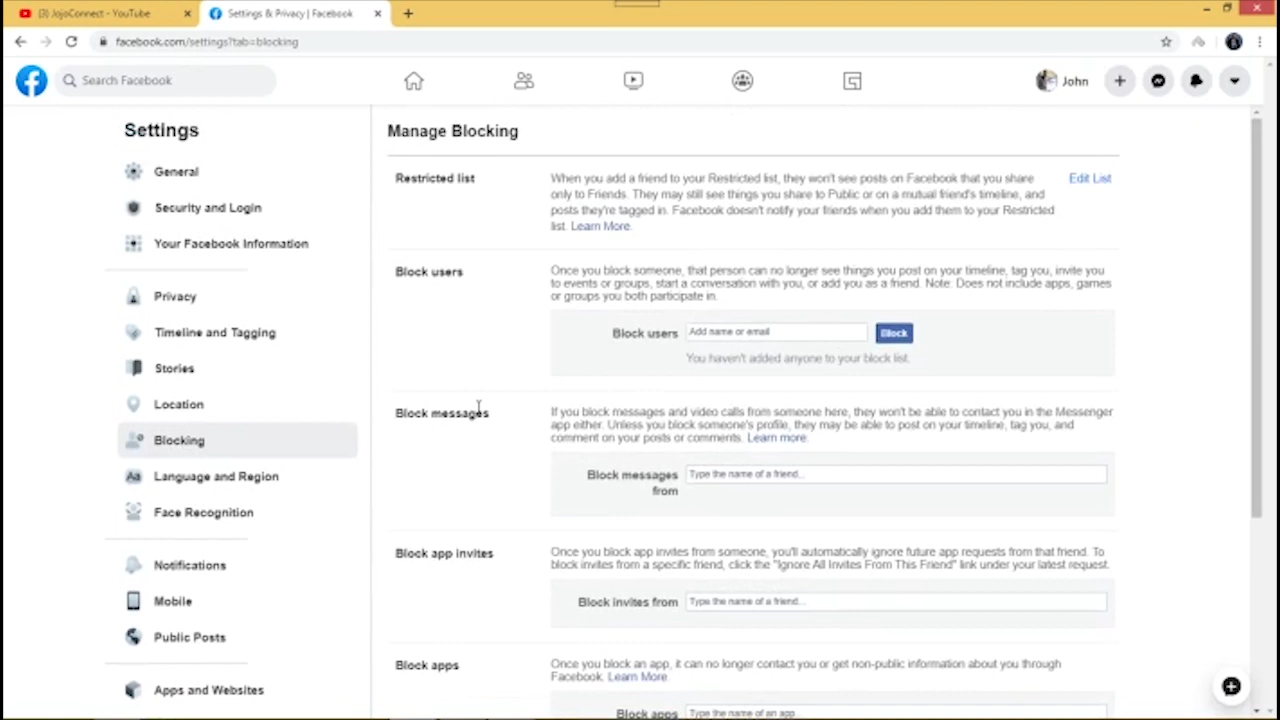 (3) JojoConnect - YouTube
Settings & Privacy | Facebook
facebook.com/settings?tab=blocking
Search Facebook
John
Settings
General
Security and Login
Your Facebook Information
Privacy
Timeline and Tagging
Stories
Location
Blocking
Language and Region
Face Recognition
Notifications
Mobile
Public Posts
Apps and Websites
Manage Blocking
Restricted list
When you add a friend to your Restricted list, they won't see posts on Facebook that you share
only to Friends. They may still see things you share to Public or on a mutual friend's timeline, and
posts they're tagged in. Facebook doesn't notify your friends when you add them to your Restricted
list. Learn More.
Edit List
Block users
Once you block someone, that person can no longer see things you post on your timeline, tag you, invite you
to events or groups, start a conversation with you, or add you as a friend. Note: Does not include apps, games
or groups you both participate in.
Block users
Add name or email
Block
You haven't added anyone to your block list.
Block messages
If you block messages and video calls from someone here, they won't be able to contact you in the Messenger
app either. Unless you block someone's profile, they may be able to post on your timeline, tag you, and
comment on your posts or comments. Learn more.
Block messages
from
Type the name of a friend...
Block app invites
Once you block app invites from someone, you'll automatically ignore future app requests from that friend. To
block invites from a specific friend, click the "Ignore All Invites From This Friend" link under your latest request.
Block invites from
Type the name of a friend...
Block apps
Once you block an app, it can no longer contact you or get non-public information about you through
Facebook. Learn More.
Block apps
Type the name of an app...